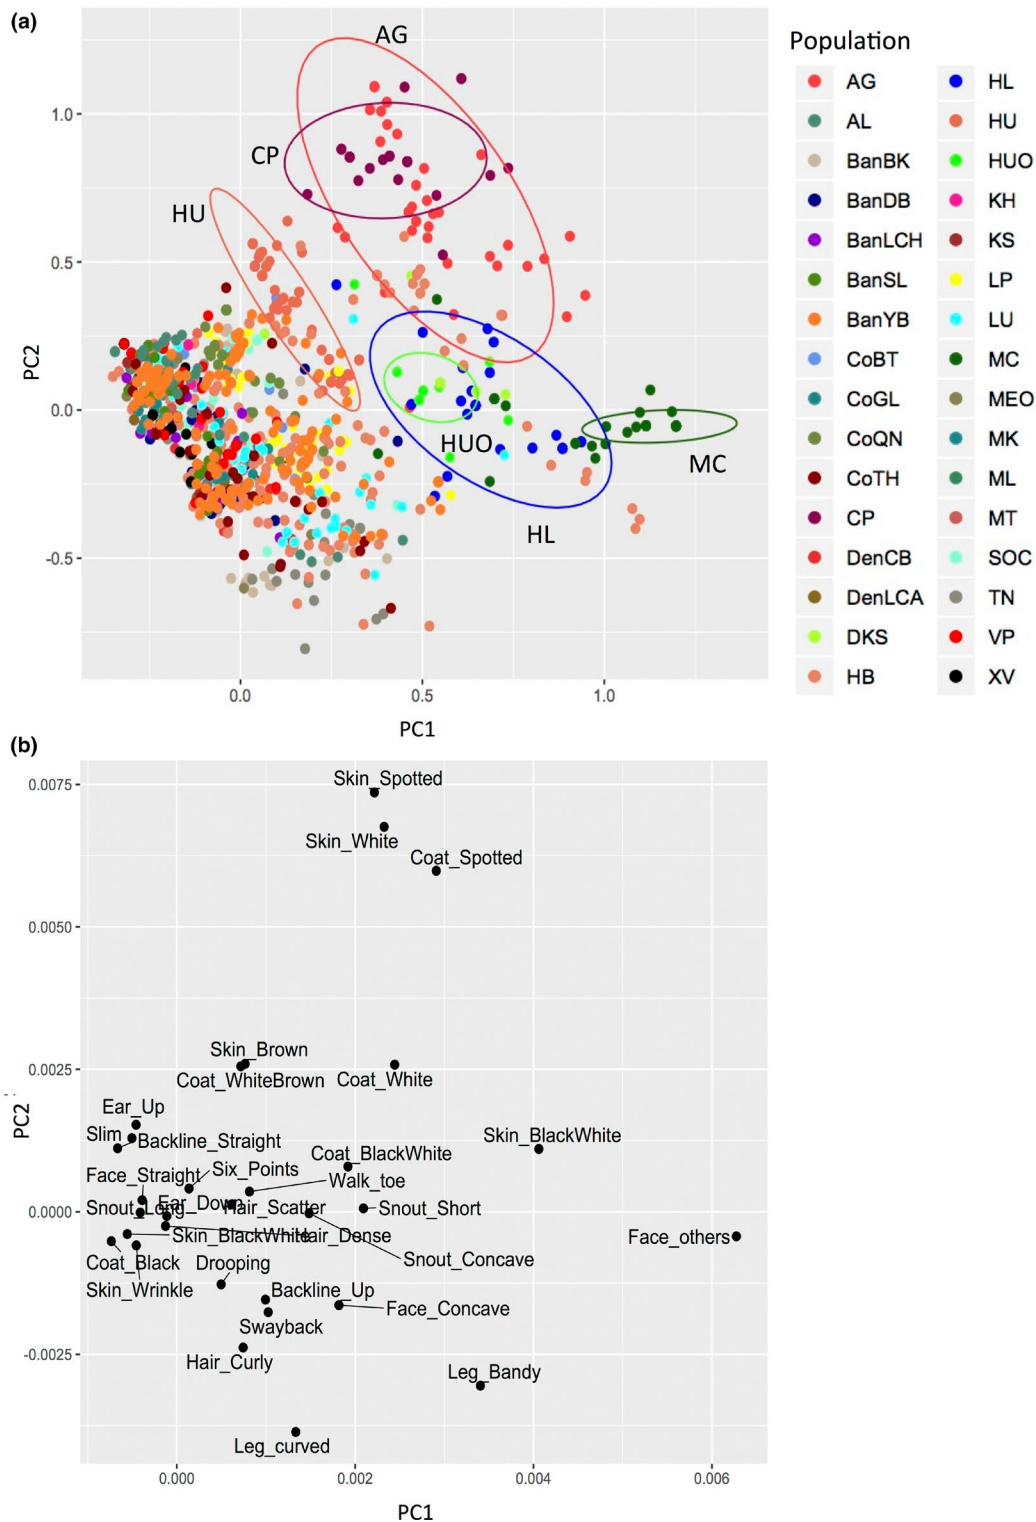 (a)
AG
CP
HU
HUO
HL
MC
1.0
0.5
0.0
-0.5
PC2
0.0
0.5
1.0
PC1
Population
AG
AL
BanBK
BanDB
BanLCH
BanSL
BanYB
CoBT
CoGL
CoQN
CoTH
CP
DenCB
DenLCA
DKS
HB
HL
HU
HUO
KH
KS
LP
LU
MC
MEO
MK
ML
MT
SOC
TN
VP
XV
(b)
Skin_Spotted
Skin_White
Coat_Spotted
Skin_Brown
Coat_WhiteBrown
Coat_White
Ear_Up
Slim
Backline_Straight
Skin_BlackWhite
Coat_BlackWhite
Face_Straight
Six_Points
Walk_toe
Snout_Long
Ear_Down
Hair_Scatter
Snout_Short
Skin_BlackWhite
Hair_Dense
Face_others
Coat_Black
Drooping
Snout_Concave
Skin_Wrinkle
Backline_Up
Face_Concave
Swayback
Hair_Curly
Leg_Bandy
Leg_curved
0.0075
0.0050
0.0025
0.0000
-0.0025
PC2
0.000
0.002
0.004
0.006
PC1